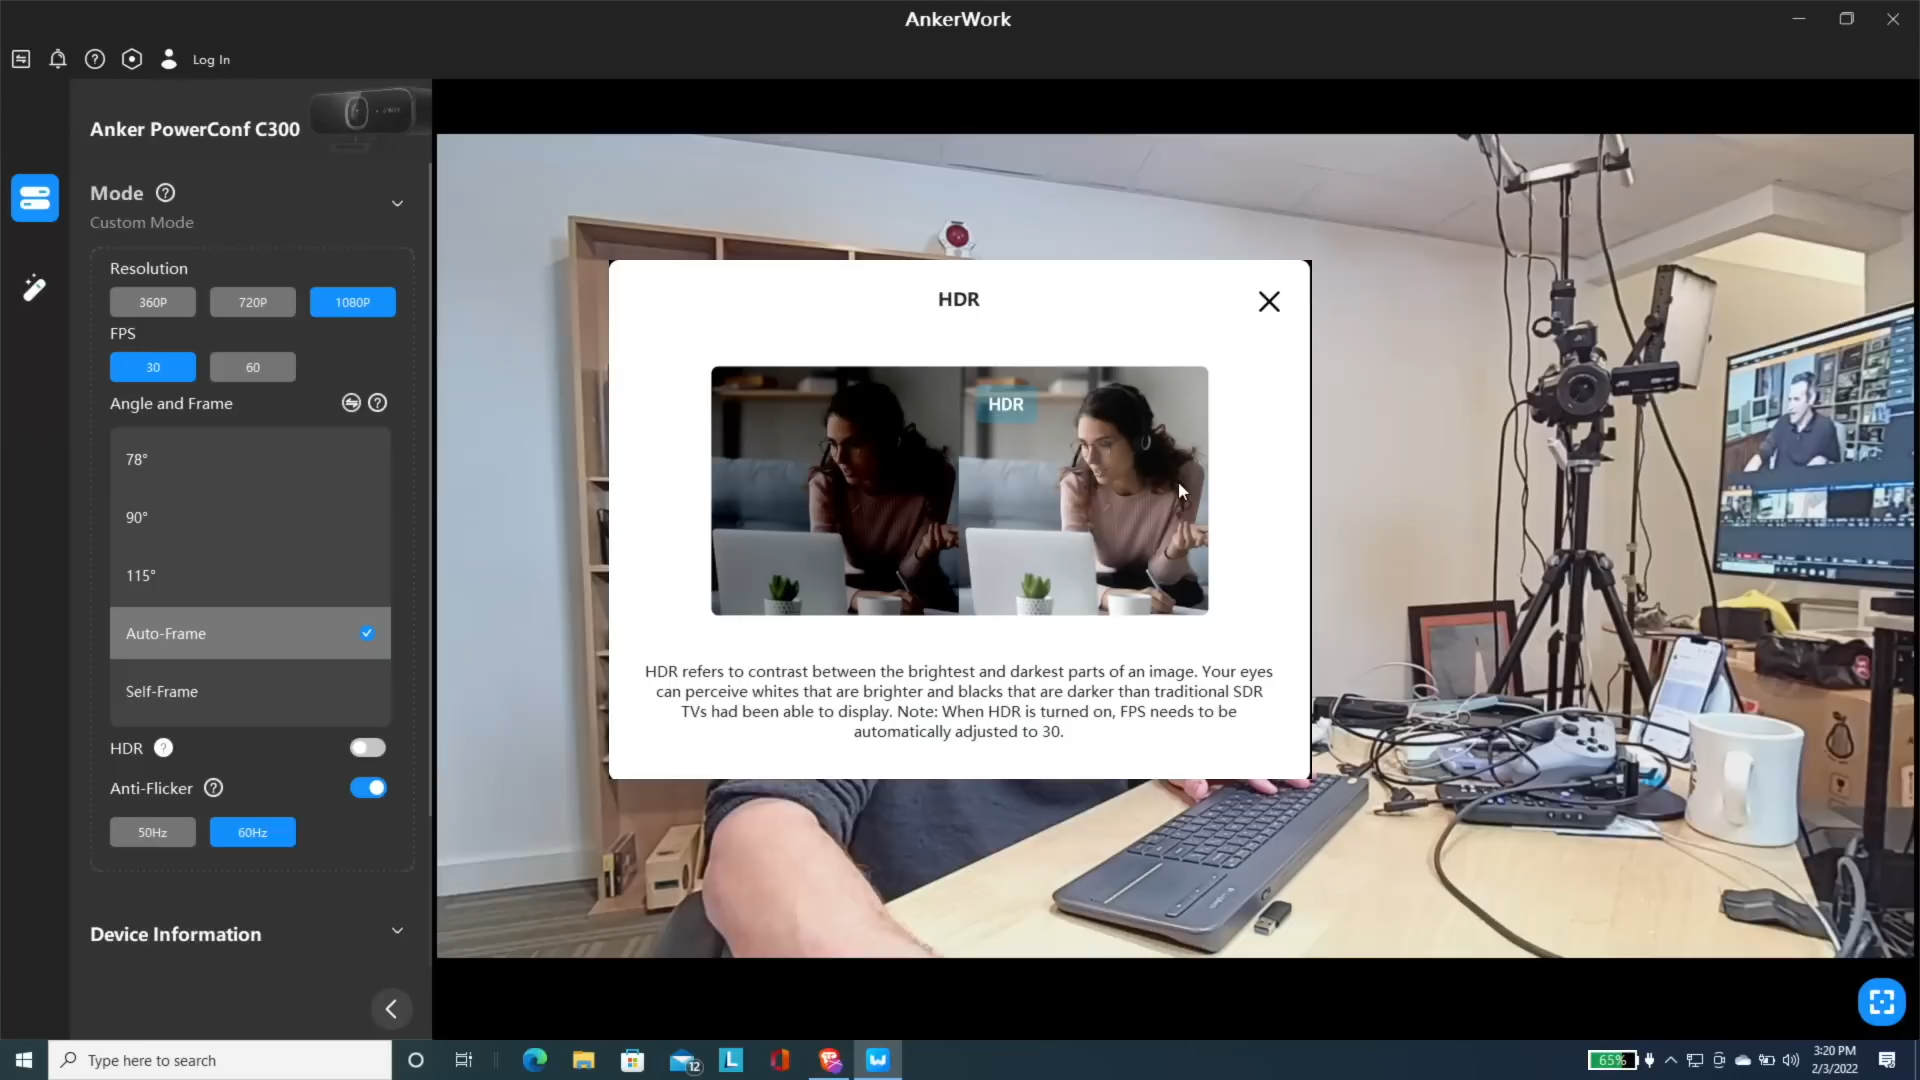 AnkerWork
Log In
Anker PowerConf C300
Mode
Custom Mode
Resolution
360P
720P
1080P
FPS
30
60
Angle and Frame
78°
90°
115°
Auto-Frame
Self-Frame
HDR
Anti-Flicker
50Hz
60Hz
Device Information
HDR
HDR
HDR refers to contrast between the brightest and darkest parts of an image. Your eyes
can perceive whites that are brighter and blacks that are darker than traditional SDR
TVs had been able to display. Note: When HDR is turned on, FPS needs to be
automatically adjusted to 30.
Type here to search
12
L
65%
3:20 PM
2/3/2022